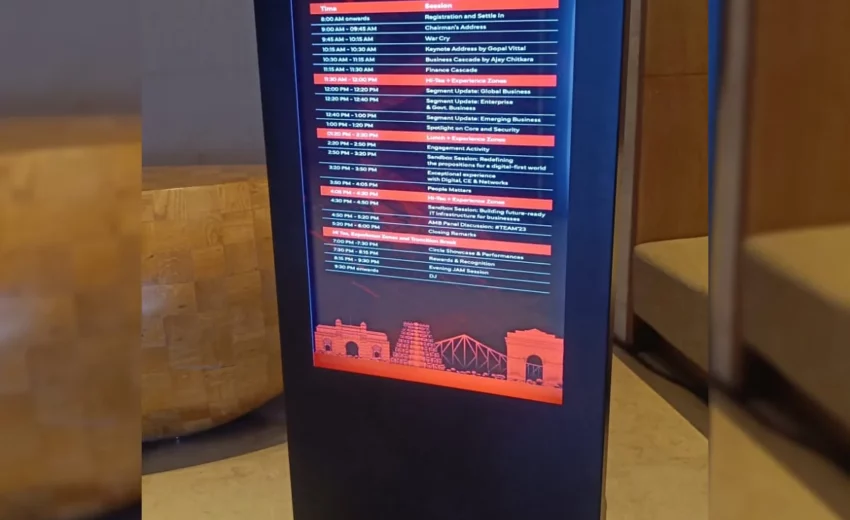 Time Session
8:00 AM onwards Registration and Settle In
9:00 AM - 09:45 AM Chairman's Address
9:45 AM - 10:15 AM War Cry
10:15 AM - 10:30 AM Keynote Address by Gopal Vittal
10:30 AM - 11:15 AM Business Cascade by Ajay Chitkara
11:15 AM - 11:30 AM Finance Cascade
11:30 AM - 12:00 PM Hi-Tea + Experience Zones
12:00 PM - 12:20 PM Segment Update: Global Business
12:20 PM - 12:40 PM Segment Update: Enterprise
& Govt. Business
12:40 PM - 1:00 PM Segment Update: Emerging Business
1:00 PM - 1:20 PM Spotlight on Core and Security
Lunch + Experience Zones
2:20 PM - 2:50 PM Engagement Activity
2:50 PM - 3:20 PM Sandbox Session: Redefining
the propositions for a digital-first world
3:20 PM - 3:50 PM Exceptional experience
with Digital, CE & Networks
3:50 PM - 4:05 PM People Matters
Hi-Tea + Experience Zones
4:30 PM - 4:50 PM Sandbox Session: Building future-ready
IT infrastructure for businesses
4:50 PM - 5:20 PM AMB Panel Discussion: #TEAM'23
5:20 PM - 6:00 PM Closing Remarks
Hi Tea, Experience Zones and Transition Break
7:00 PM - 7:30 PM Circle Showcase & Performances
7:30 PM - 8:15 PM Rewards & Recognition
8:15 PM - 9:30 PM Evening JAM Session
9:30 PM onwards DJ